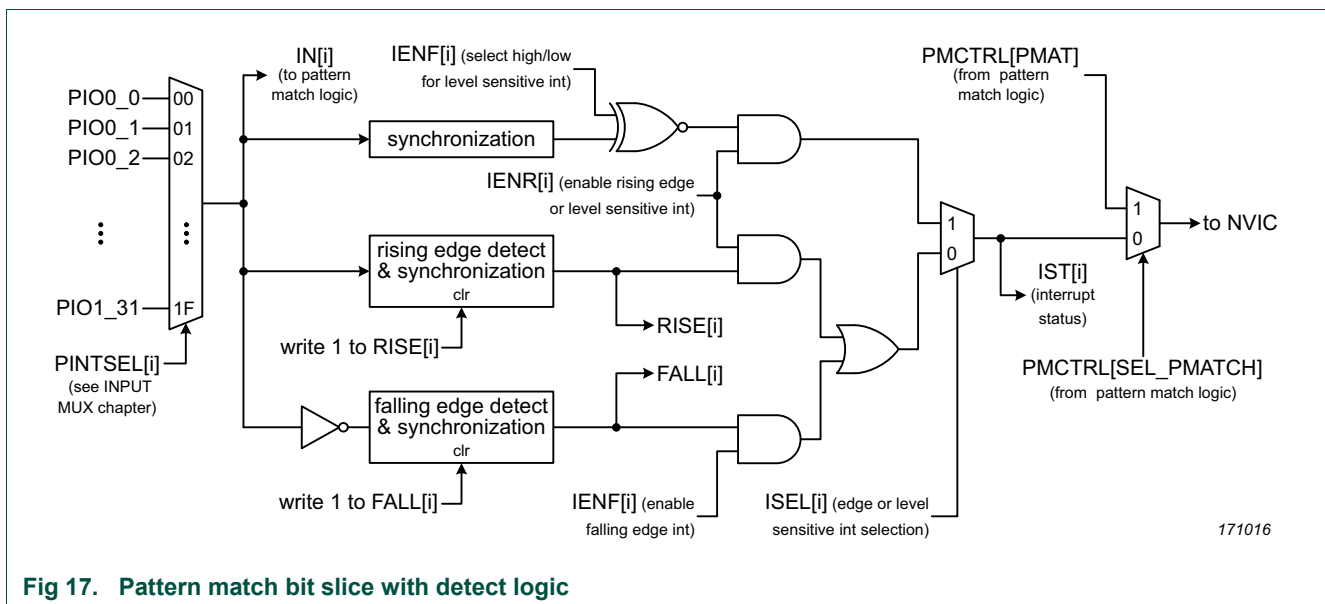 IN[i]
(to pattern
match logic)
IENF[i] (select high/low
for level sensitive int)
PMCTRL[PMAT]
(from pattern
match logic)
PIO0_0
00
PIO0_1
01
PIO0_2
02
synchronization
IENR[i] (enable rising edge
or level sensitive int)
1
0
1
0
to NVIC
rising edge detect
& synchronization
clr
IST[i]
(interrupt
status)
PIO1_31
1F
RISE[i]
write 1 to RISE[i]
PINTSEL[i]
(see INPUT
MUX chapter)
FALL[i]
PMCTRL[SEL_PMATCH]
(from pattern match logic)
falling edge detect
& synchronization
clr
write 1 to FALL[i]
IENF[i] (enable
falling edge int)
ISEL[i] (edge or level
sensitive int selection)
171016
Fig 17. Pattern match bit slice with detect logic